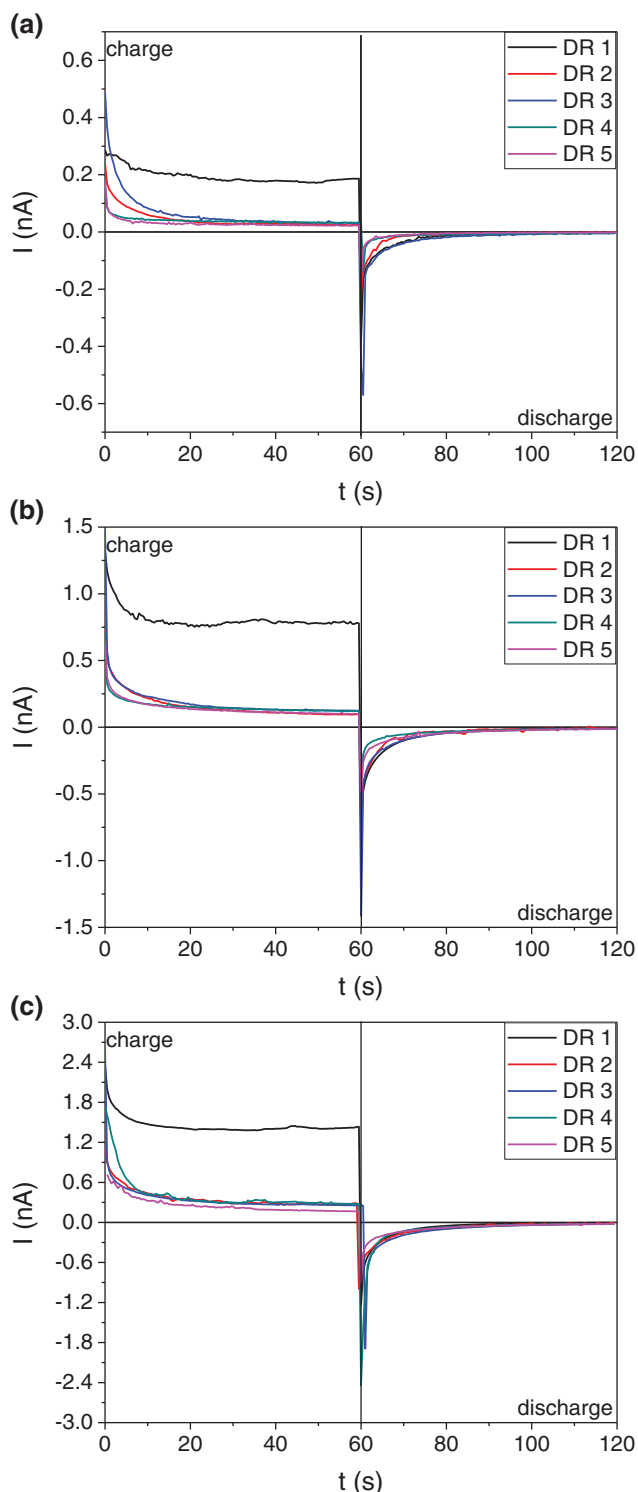 (a)
charge
DR 1
DR 2
DR 3
DR 4
DR 5
0.6
0.4
0.2
0.0
-0.2
-0.4
-0.6
I (nA)
discharge
0 20 40 60 80 100 120
t (s)
(b)
charge
DR 1
DR 2
DR 3
DR 4
DR 5
1.5
1.0
0.5
0.0
-0.5
-1.0
-1.5
I (nA)
discharge
0 20 40 60 80 100 120
t (s)
(c)
charge
DR 1
DR 2
DR 3
DR 4
DR 5
3.0
2.4
1.8
1.2
0.6
0.0
-0.6
-1.2
-1.8
-2.4
-3.0
I (nA)
discharge
0 20 40 60 80 100 120
t (s)